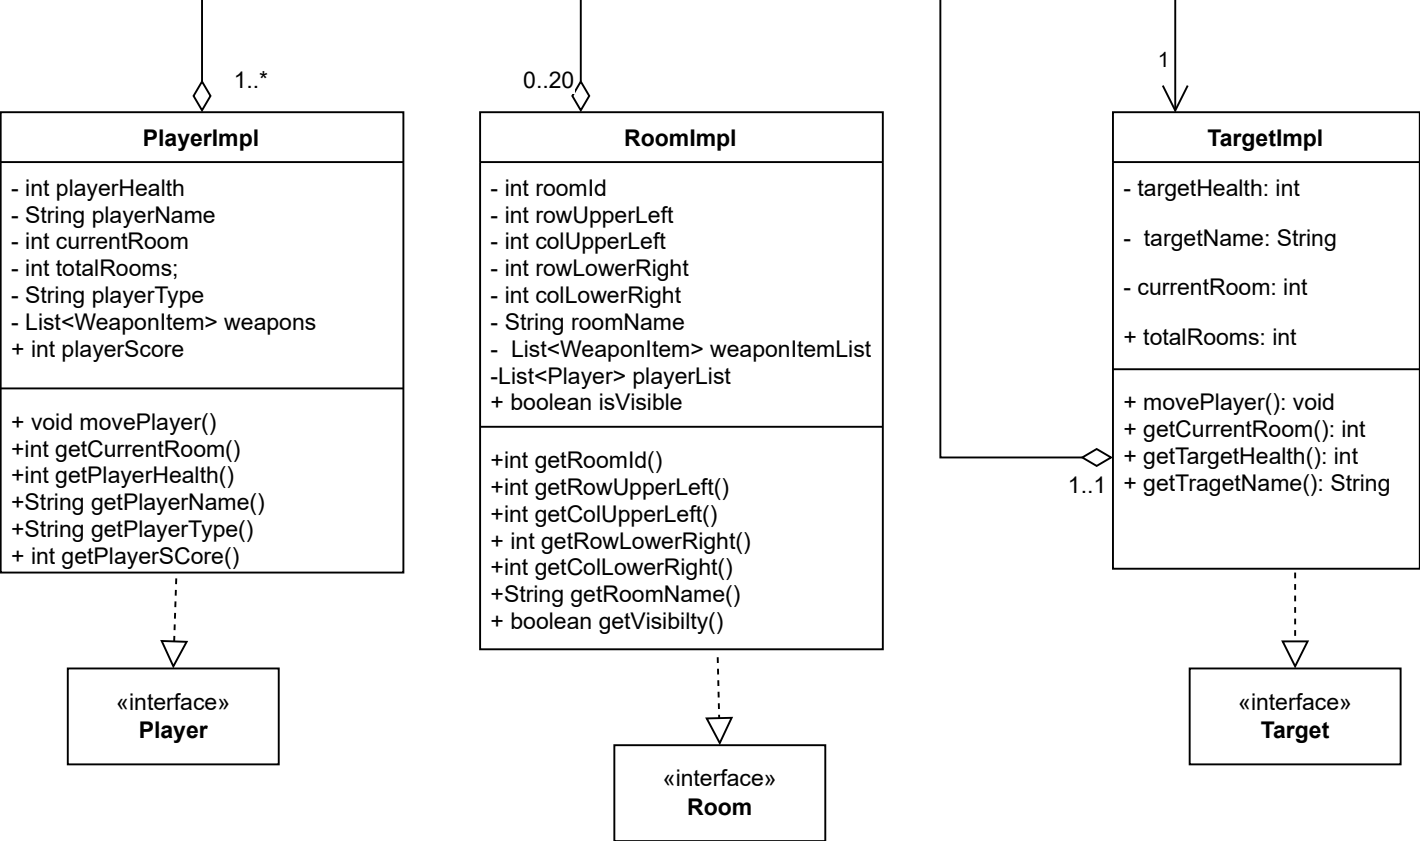 1..*
PlayerImpl
- int playerHealth
- String playerName
- int currentRoom
- int totalRooms;
- String playerType
- List<WeaponItem> weapons
+ int playerScore
+ void movePlayer()
+int getCurrentRoom()
+int getPlayerHealth()
+String getPlayerName()
+String getPlayerType()
+ int getPlayerSCore()
«interface»
Player
0..20
RoomImpl
- int roomId
- int rowUpperLeft
- int colUpperLeft
- int rowLowerRight
- int colLowerRight
- String roomName
-  List<WeaponItem> weaponItemList
-List<Player> playerList
+ boolean isVisible
+int getRoomId()
+int getRowUpperLeft()
+int getColUpperLeft()
+ int getRowLowerRight()
+int getColLowerRight()
+String getRoomName()
+ boolean getVisibilty()
«interface»
Room
1
TargetImpl
- targetHealth: int
-  targetName: String
- currentRoom: int
+ totalRooms: int
+ movePlayer(): void
+ getCurrentRoom(): int
+ getTargetHealth(): int
+ getTragetName(): String
1..1
«interface»
Target